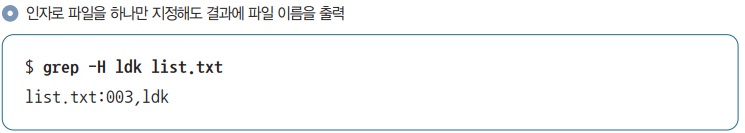 인자로 파일을 하나만 지정해도 결과에 파일 이름을 출력
$ grep -H ldk list.txt
list.txt:003,ldk